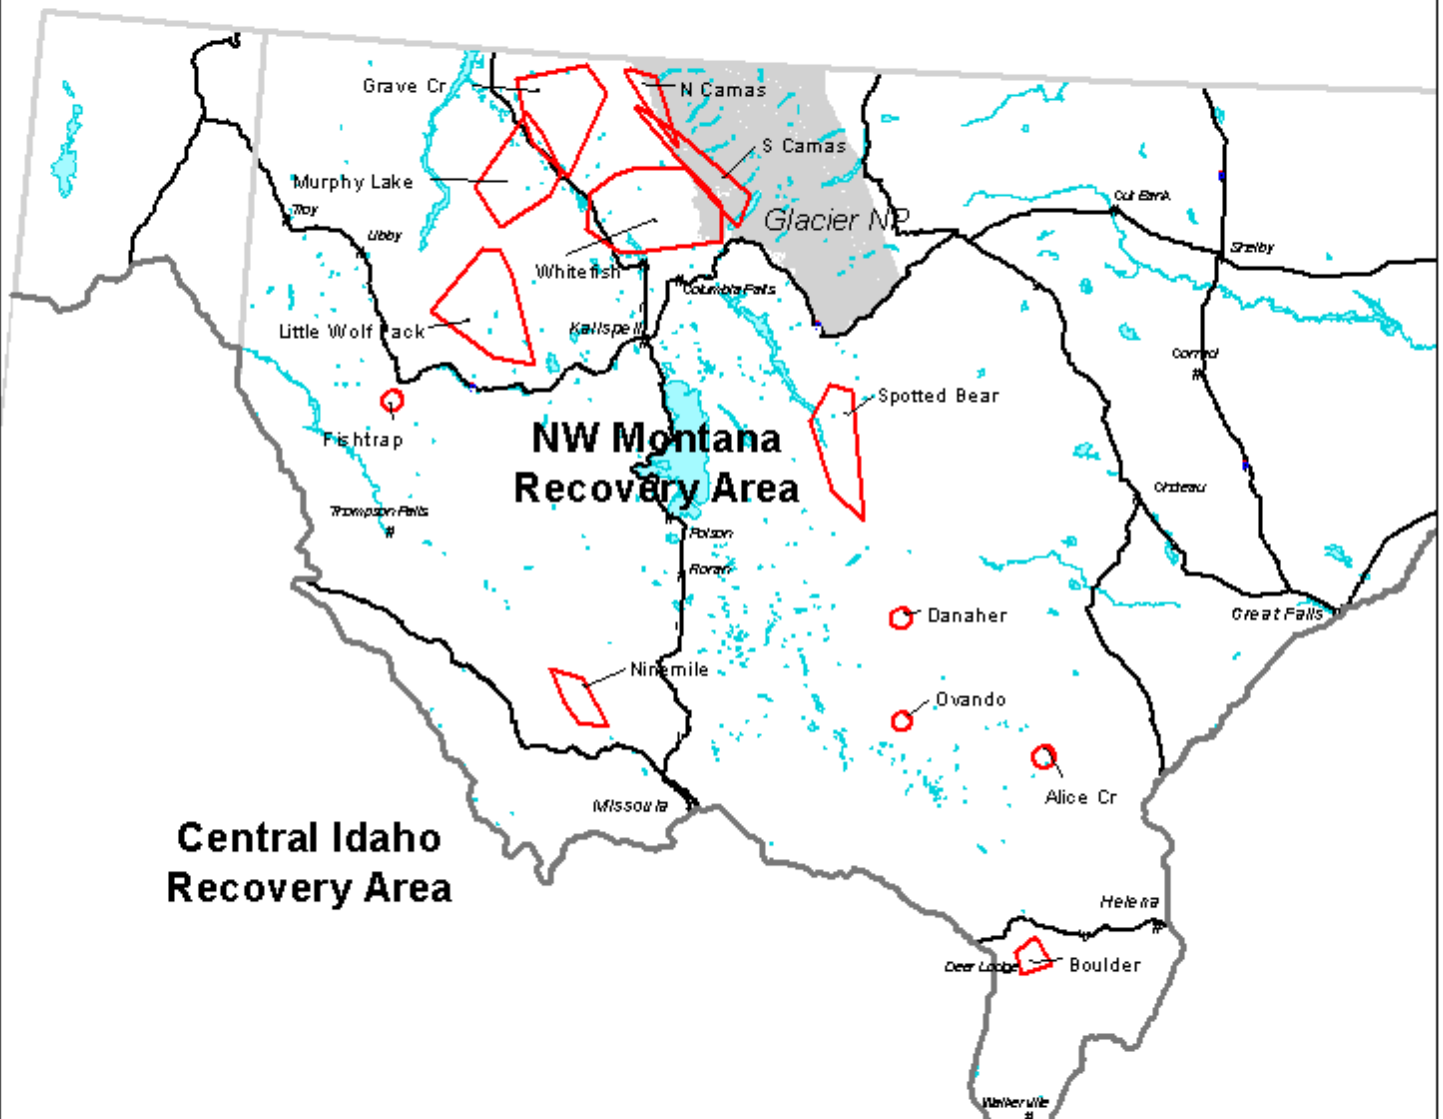 Grave Cr
N Camas
S Camas
Murphy Lake
Cut Bank
Troy
Glacier NP
Libby
Shelby
Whitefish
Columbia Falls
Little Wolf Pack
Kalispell
Conrad
Spotted Bear
Fishtrap
NW Montana
Recovery Area
Choteau
Thompson Falls
Polson
Ronan
Danaher
Great Falls
Ninemile
Ovando
Alice Cr
Missoula
Central Idaho
Recovery Area
Helena
Deer Lodge
Boulder
Walkerville